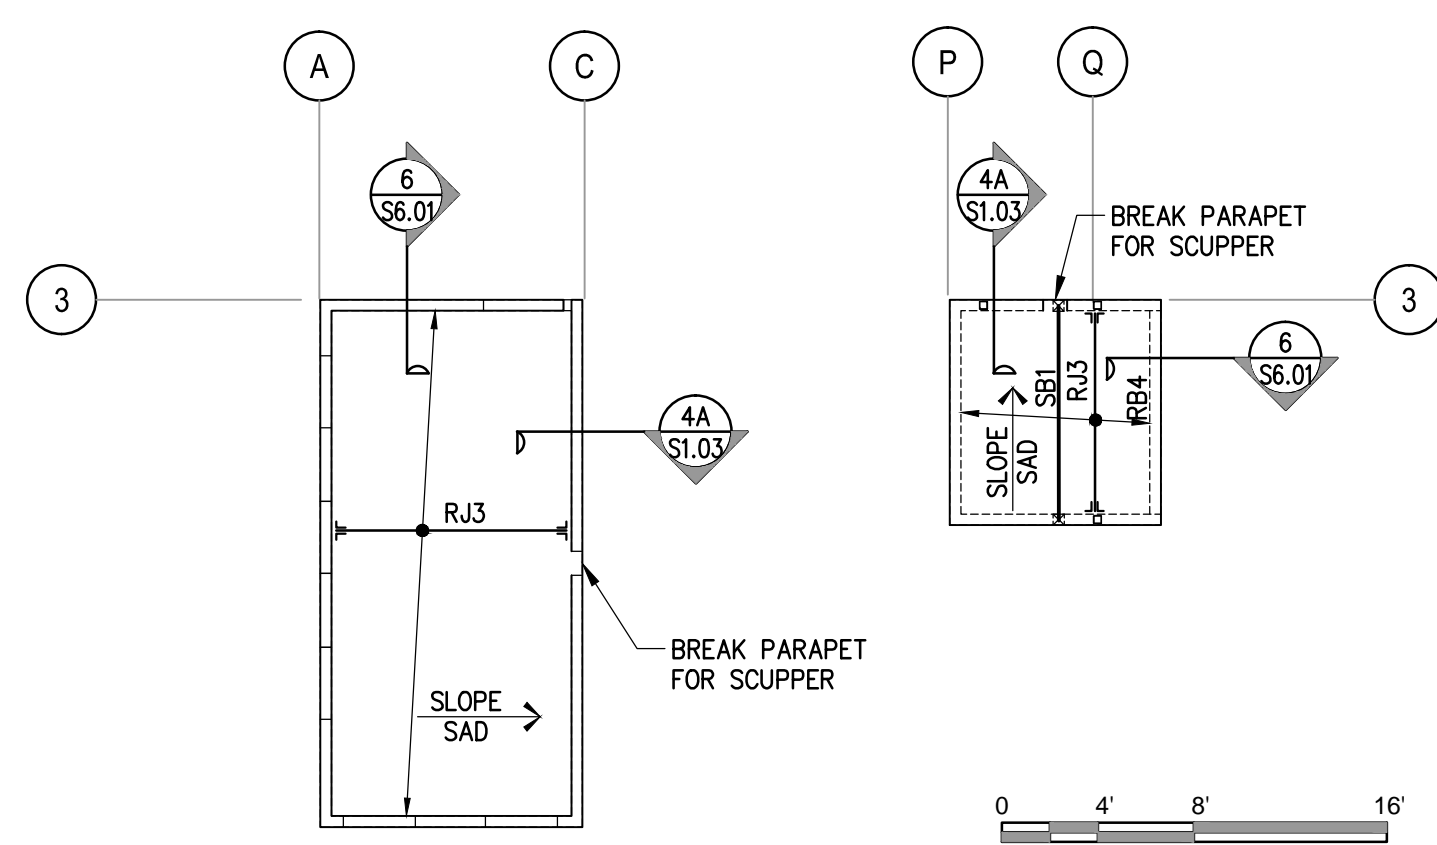 A
C
P
Q
6
S6.01
4A
S1.03
BREAK PARAPET
FOR SCUPPER
3
3
6
S6.01
SB1
RJ3
RB4
SLOPE
SAD
4A
S1.03
RJ3
BREAK PARAPET
FOR SCUPPER
SLOPE
SAD
0 4' 8' 16'